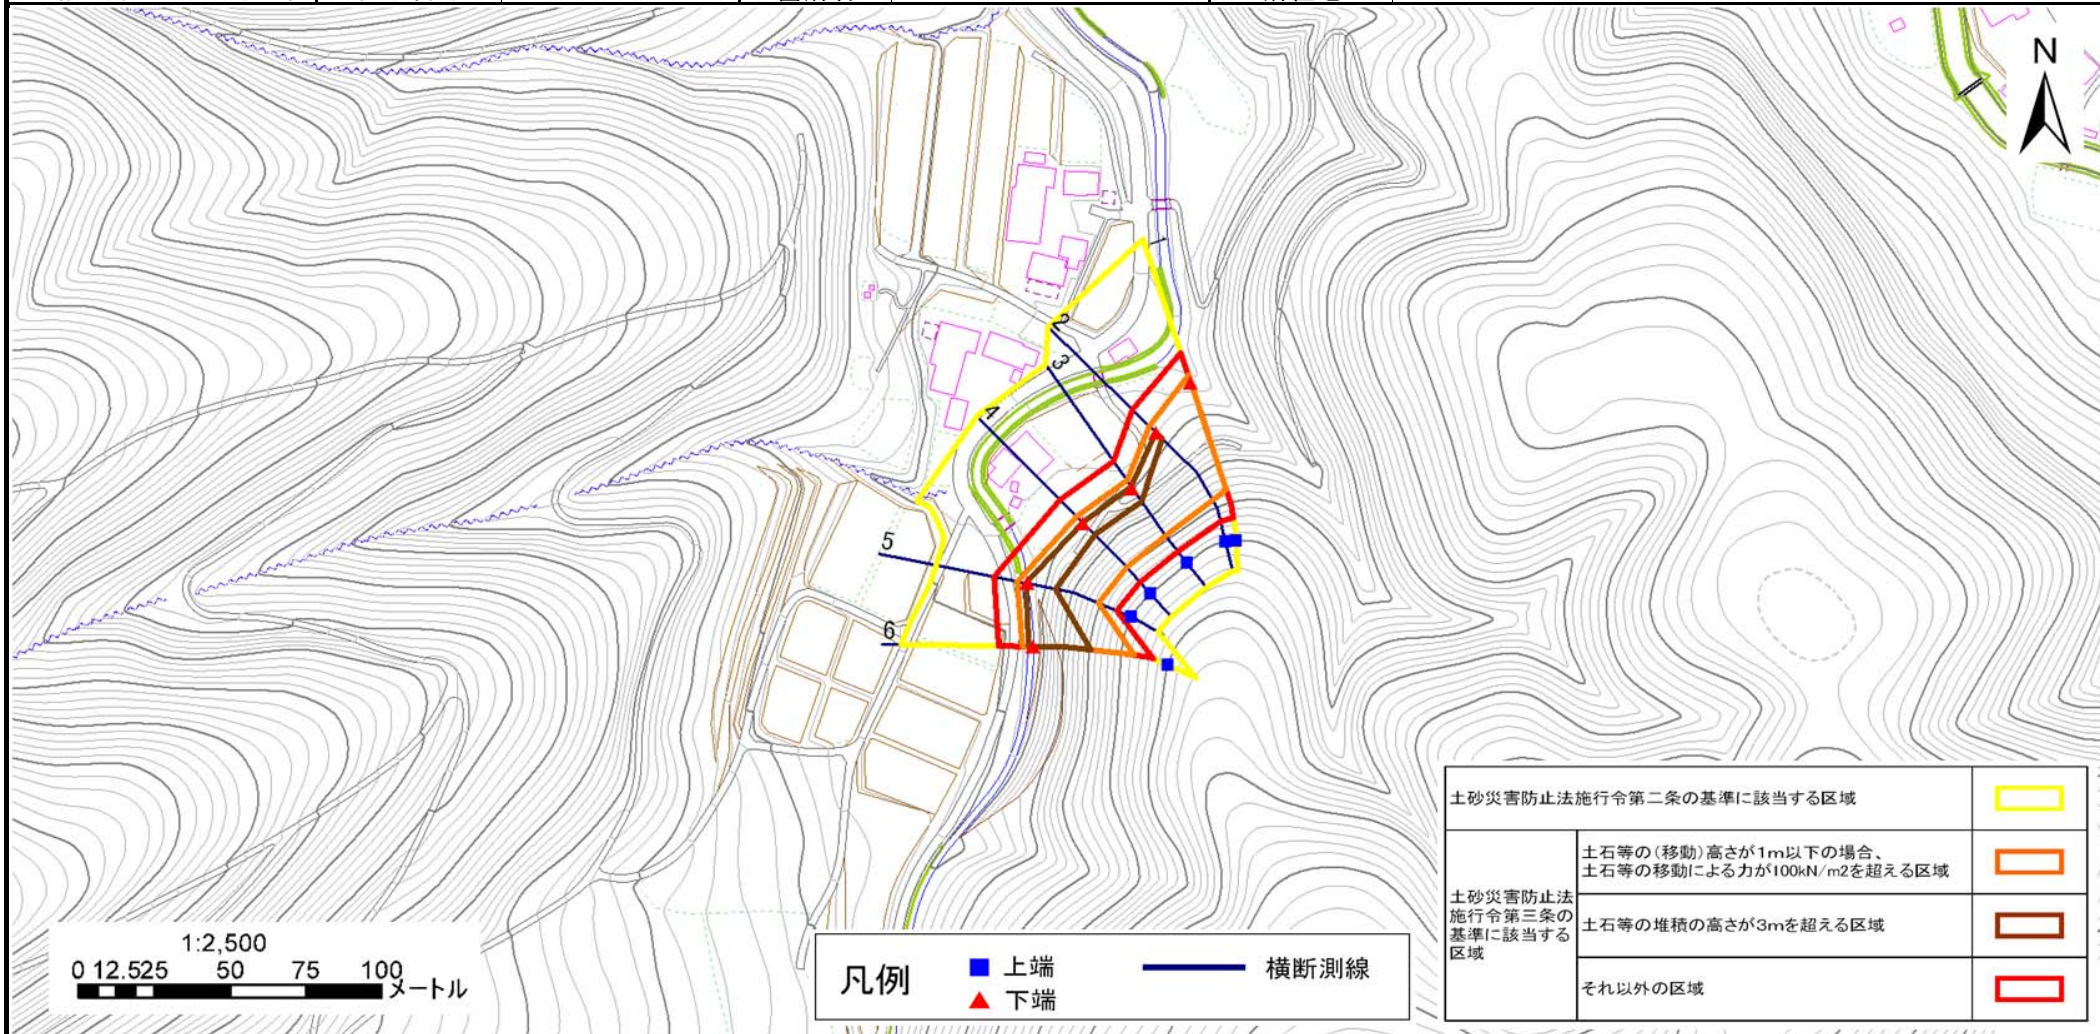 N
1
2
3
4
5
6
土砂災害防止法施行令第二条の基準に該当する区域
土砂災害防止法
施行令第三条の
基準に該当する
区域
土石等の(移動)高さが1m以下の場合、
土石等の移動による力が100kN/m2を超える区域
土石等の堆積の高さが3mを超える区域
それ以外の区域
1:2,500
0 12.525 50 75 100
メートル
凡例
上端
下端
横断測線